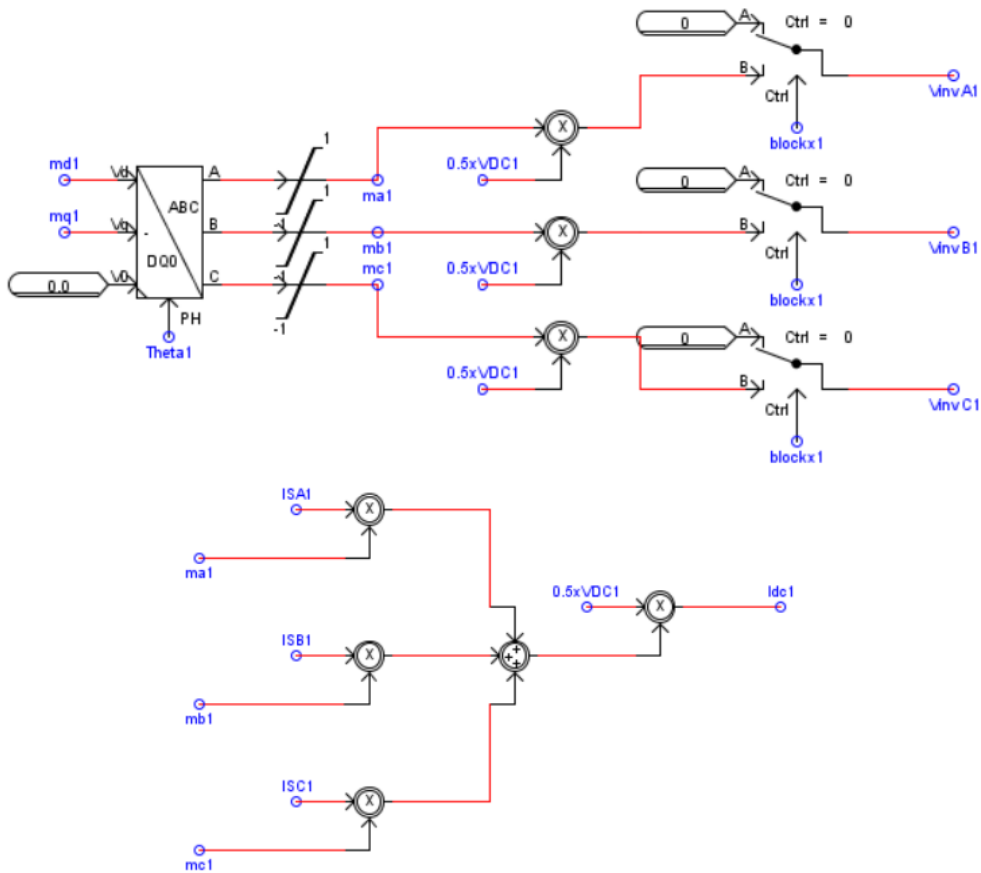 0 A Ctrl = 0
B Ctrl VinvA1
blockx1
md1 Vd A 1
ABC ma1 0.5xVDC1 X
mq1 Vq B -1 1
- mb1 X
DQ0 mc1 0.5xVDC1
0.0 V0 C -1 1
-1
PH
Theta1
0 A Ctrl = 0
B Ctrl VinvB1
blockx1
X
0.5xVDC1
0 A Ctrl = 0
B Ctrl VinvC1
blockx1
ISA1 X
ma1
0.5xVDC1 X Idc1
ISB1 X + + +
mb1
ISC1 X
mc1